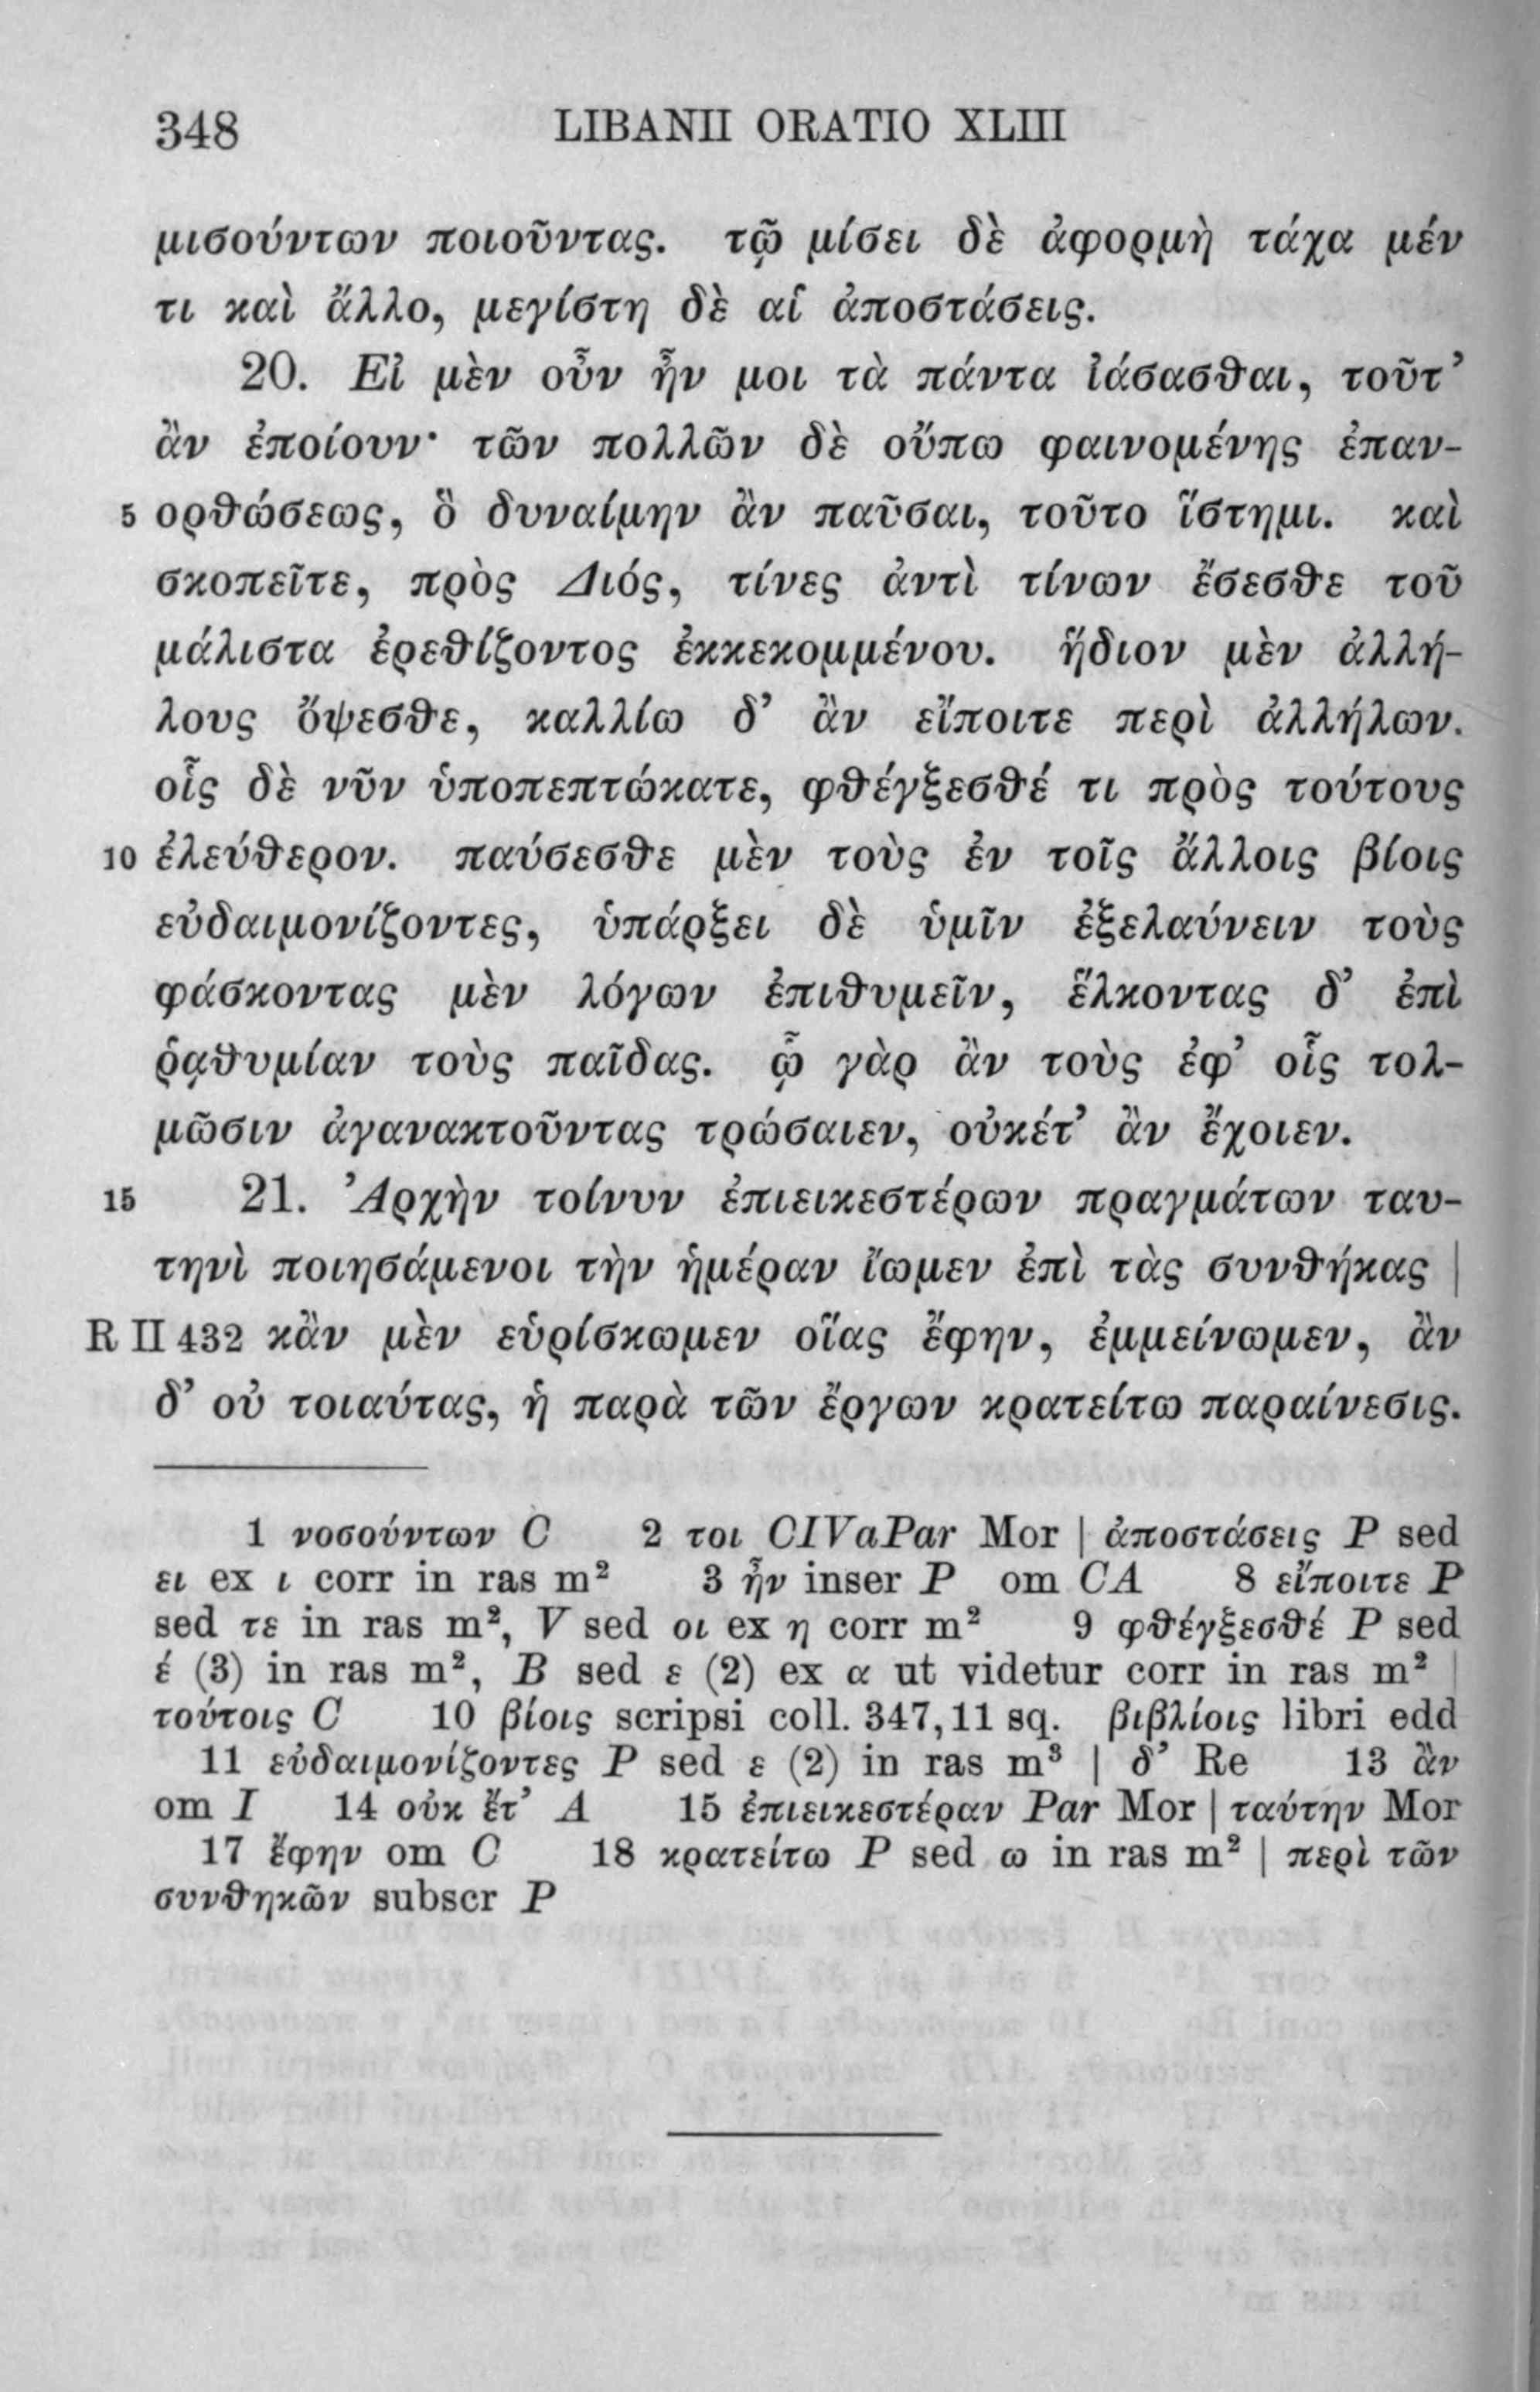 348 LIBANII ORATIO XLIII
μισούντων ποιοῦντας. τῷ μίσει δὲ ἀφορμὴ τάχα μέν
τι καὶ ἄλλο, μεγίστη δὲ αἱ ἀποστάσεις.
20. Εἰ μὲν οὖν ἦν μοι τὰ πάντα ἰάσασθαι, τοῦτ’
ἂν ἐποίουν· τῶν πολλῶν δὲ οὔπω φαινομένης ἐπαν-
5 ορθώσεως, ὃ δυναίμην ἂν παῦσαι, τοῦτο ἵστημι. καὶ
σκοπεῖτε, πρὸς Διός, τίνες ἀντὶ τίνων ἔσεσθε τοῦ
μάλιστα ἐρεθίζοντος ἐκκεκομμένου. ἥδιον μὲν ἀλλή-
λους ὄψεσθε, καλλίω δ’ ἂν εἴποιτε περὶ ἀλλήλων.
οἷς δὲ νῦν ὑποπεπτώκατε, φθέγξεσθέ τι πρὸς τούτους
10 ἐλεύθερον. παύσεσθε μὲν τοὺς ἐν τοῖς ἄλλοις βίοις
εὐδαιμονίζοντες, ὑπάρξει δὲ ὑμῖν ἐξελαύνειν τοὺς
φάσκοντας μὲν λόγων ἐπιθυμεῖν, ἕλκοντας δ’ ἐπὶ
ῥᾳθυμίαν τοὺς παῖδας. ᾧ γὰρ ἂν τοὺς ἐφ’ οἷς τολ-
μῶσιν ἀγανακτοῦντας τρώσαιεν, οὐκέτ’ ἂν ἔχοιεν.
15 21. Ἀρχὴν τοίνυν ἐπιεικεστέρων πραγμάτων ταυ-
τηνὶ ποιησάμενοι τὴν ἡμέραν ἴωμεν ἐπὶ τὰς συνθήκας |
R II 432 κἂν μὲν εὑρίσκωμεν οἵας ἔφην, ἐμμείνωμεν, ἂν
δ’ οὐ τοιαύτας, ἡ παρὰ τῶν ἔργων κρατείτω παραίνεσις.
1 νοσούντων C 2 τοι CIVaPar Mor | ἀποστάσεις P sed
ει ex ι corr in ras m² 3 ἦν inser P om CA 8 εἴποιτε P
sed τε in ras m², V sed οι ex η corr m² 9 φθέγξεσθέ P sed
έ (3) in ras m², B sed ε (2) ex α ut videtur corr in ras m² |
τούτοις C 10 βίοις scripsi coll. 347,11 sq. βιβλίοις libri edd
11 εὐδαιμονίζοντες P sed ε (2) in ras m³ | δ’ Re 13 ἂν
om I 14 οὐκ ἔτ’ A 15 ἐπιεικεστέραν Par Mor | ταύτην Mor
17 ἔφην om C 18 κρατείτω P sed ω in ras m² | περὶ τῶν
συνθηκῶν subscr P